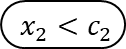 x₂ < c₂